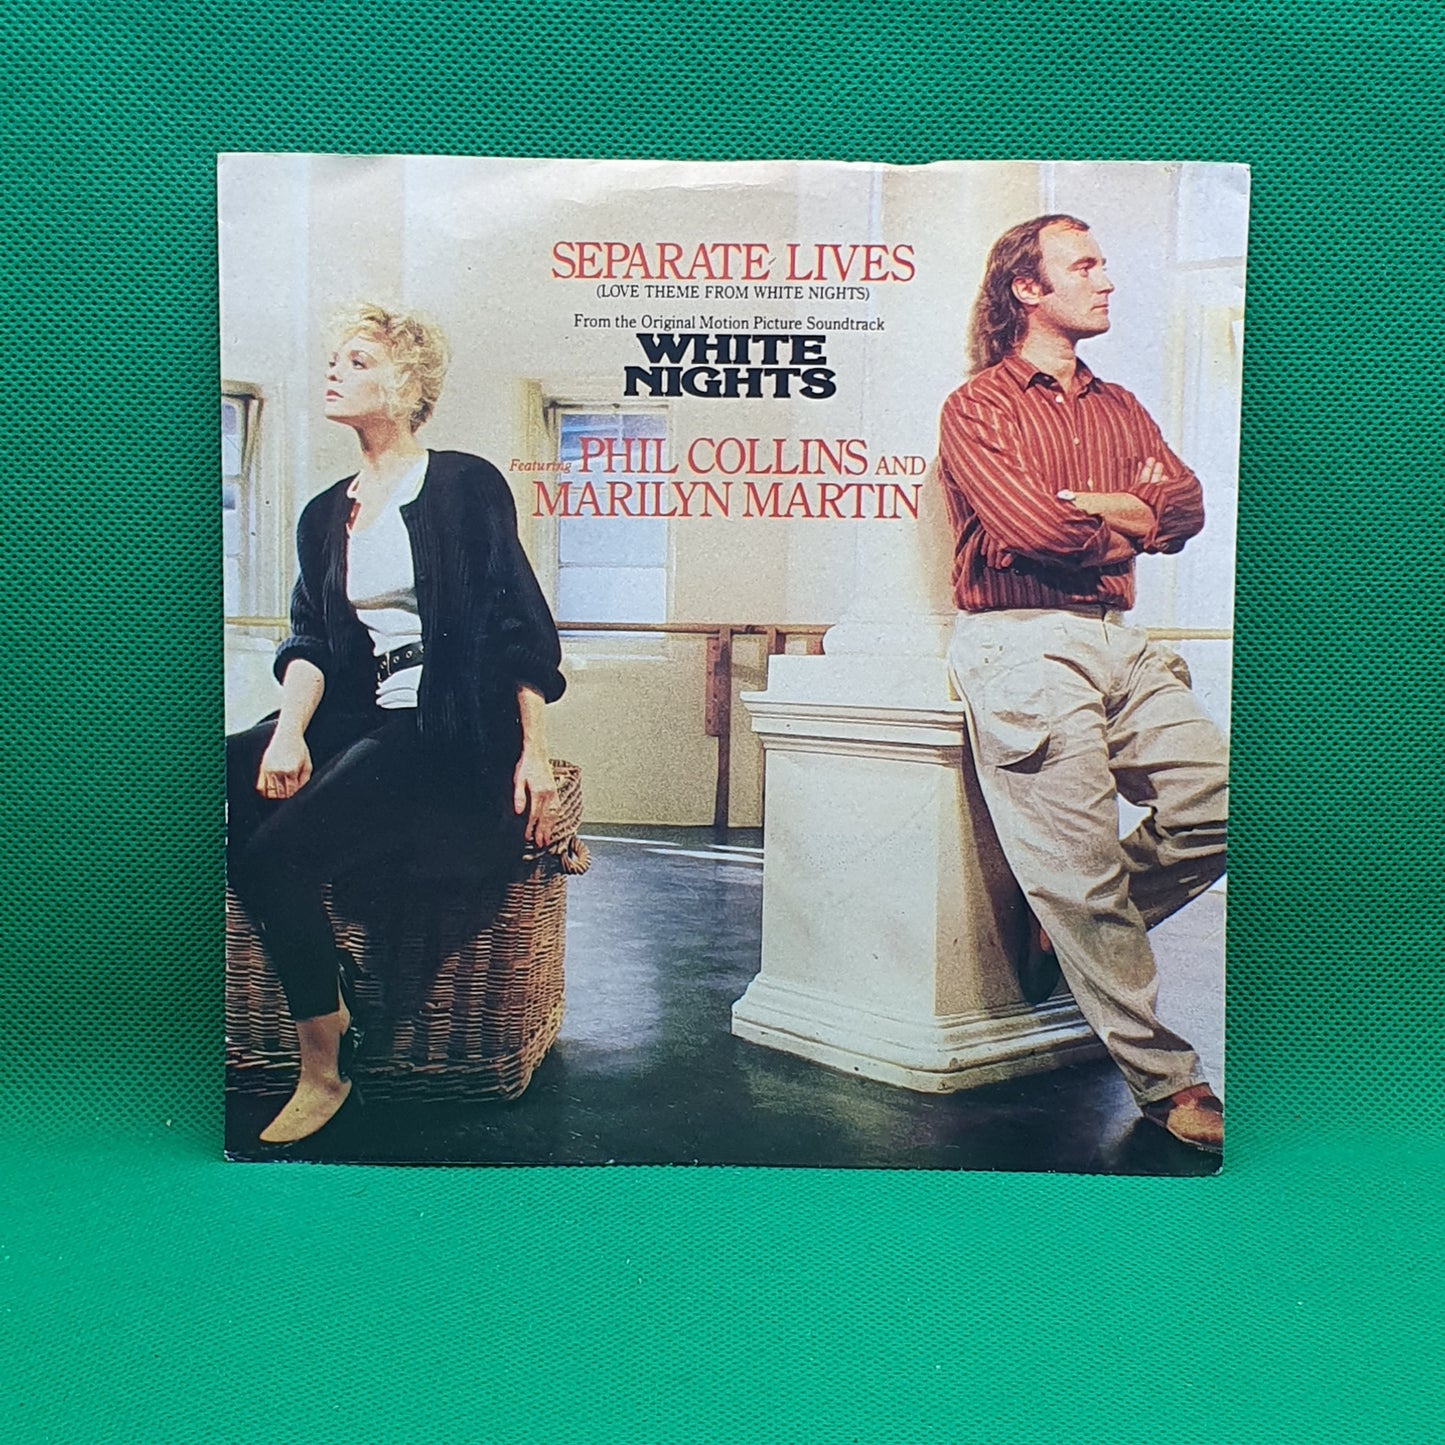 SEPARATE LIVES
(LOVE THEME FROM WHITE NIGHTS)
From the Original Motion Picture Soundtrack
WHITE
NIGHTS
Featuring PHIL COLLINS AND
MARILYN MARTIN